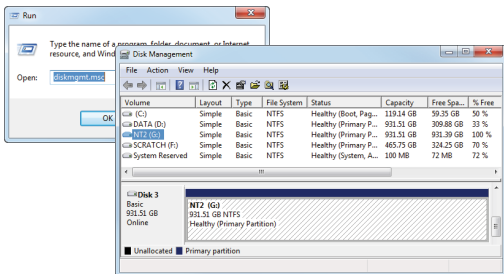 Run
Type the name of a program, folder, document, or Internet
resource, and Wind
Open: diskmgmt.msc
OK
Disk Management
File Action View Help
Volume Layout Type File System Status Capacity Free Spa... % Free
(C:) Simple Basic NTFS Healthy (Boot, Pag... 119.14 GB 59.35 GB 50 %
DATA (D:) Simple Basic NTFS Healthy (Primary P... 931.51 GB 309.88 GB 33 %
NT2 (G:) Simple Basic NTFS Healthy (Primary P... 931.51 GB 931.39 GB 100 %
SCRATCH (F:) Simple Basic NTFS Healthy (Primary P... 465.75 GB 324.25 GB 70 %
System Reserved Simple Basic NTFS Healthy (System, A... 100 MB 72 MB 72 %
Disk 3
Basic
931.51 GB
Online
NT2 (G:)
931.51 GB NTFS
Healthy (Primary Partition)
Unallocated Primary partition